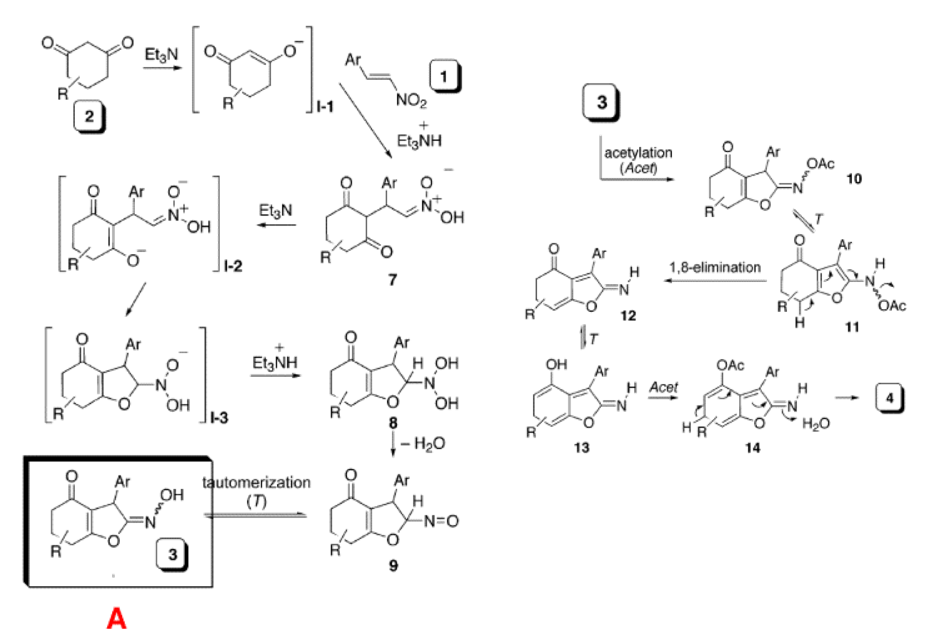 O O
Et₃N
O O⁻
R
2
R
I-1
Ar
NO₂
1
+
Et₃NH
3
acetylation
(Acet)
O Ar
OAc
N
O
R
10
T
O Ar
H
N
O
OAc
R
H
11
1,8-elimination
O Ar
H
N
O
R
12
T
O Ar O⁻
N⁺
OH
O⁻
R
I-2
Et₃N
O Ar O⁻
N⁺
OH
O
R
7
O Ar
O⁻
N
OH
O
R
I-3
+
Et₃NH
O Ar
H OH
N
OH
O
R
8
– H₂O
OH
Ar
H
N
O
R
13
Acet
OAc
Ar
H
N
O
H
R
H₂O
14
4
O Ar
OH
N
O
R
3
tautomerization
(T)
O Ar
H
N=O
O
R
9
A